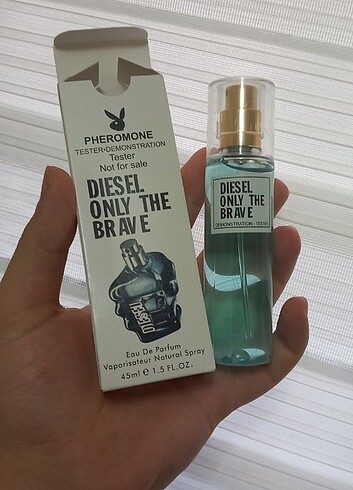 PHEROMONE
TESTER•DEMONSTRATION
Tester
Not for sale
DIESEL
ONLY THE
BRAVE
DIESEL
Eau De Parfum
Vaporisateur Natural Spray
45ml e 1.5 FL.OZ.
DIESEL
ONLY THE
BRAVE
DEMONSTRATION - TESTER